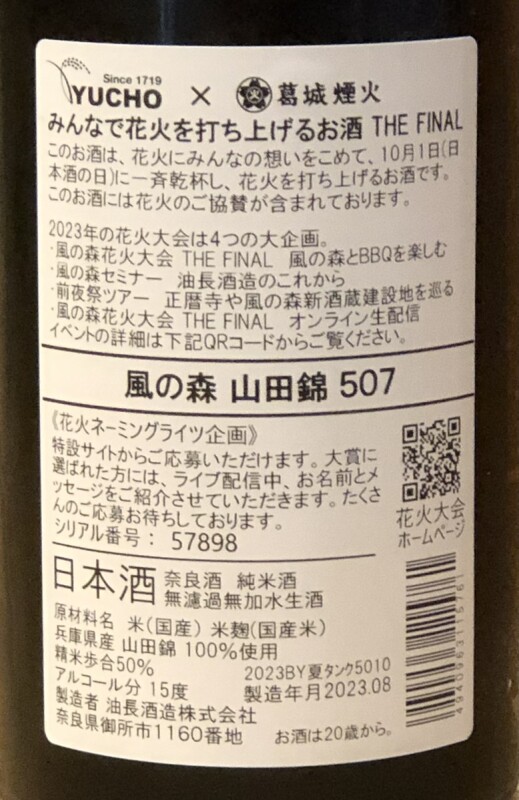 Since 1719
YUCHO × 葛城煙火
みんなで花火を打ち上げるお酒 THE FINAL
このお酒は、花火にみんなの想いをこめて、10月1日(日
本酒の日)に一斉乾杯し、花火を打ち上げるお酒です。
このお酒には花火のご協賛が含まれております。
2023年の花火大会は4つの大企画。
・風の森花火大会 THE FINAL 風の森とBBQを楽しむ
・風の森セミナー 油長酒造のこれから
・前夜祭ツアー 正暦寺や風の森新酒蔵建設地を巡る
・風の森花火大会 THE FINAL オンライン生配信
イベントの詳細は下記QRコードからご覧ください。
風の森 山田錦 507
《花火ネーミングライツ企画》
特設サイトからご応募いただけます。大賞に
選ばれた方には、ライブ配信中、お名前とメ
ッセージをご紹介させていただきます。たくさ
んのご応募お待ちしております。
シリアル番号： 57898
花火大会
ホームページ
日本酒 奈良酒 純米酒
無濾過無加水生酒
原材料名 米(国産) 米麹(国産米)
兵庫県産 山田錦 100%使用
精米歩合50% 2023BY夏タンク5010
アルコール分 15度 製造年月2023.08
製造者 油長酒造株式会社
奈良県御所市1160番地 お酒は20歳から。
4940963115761